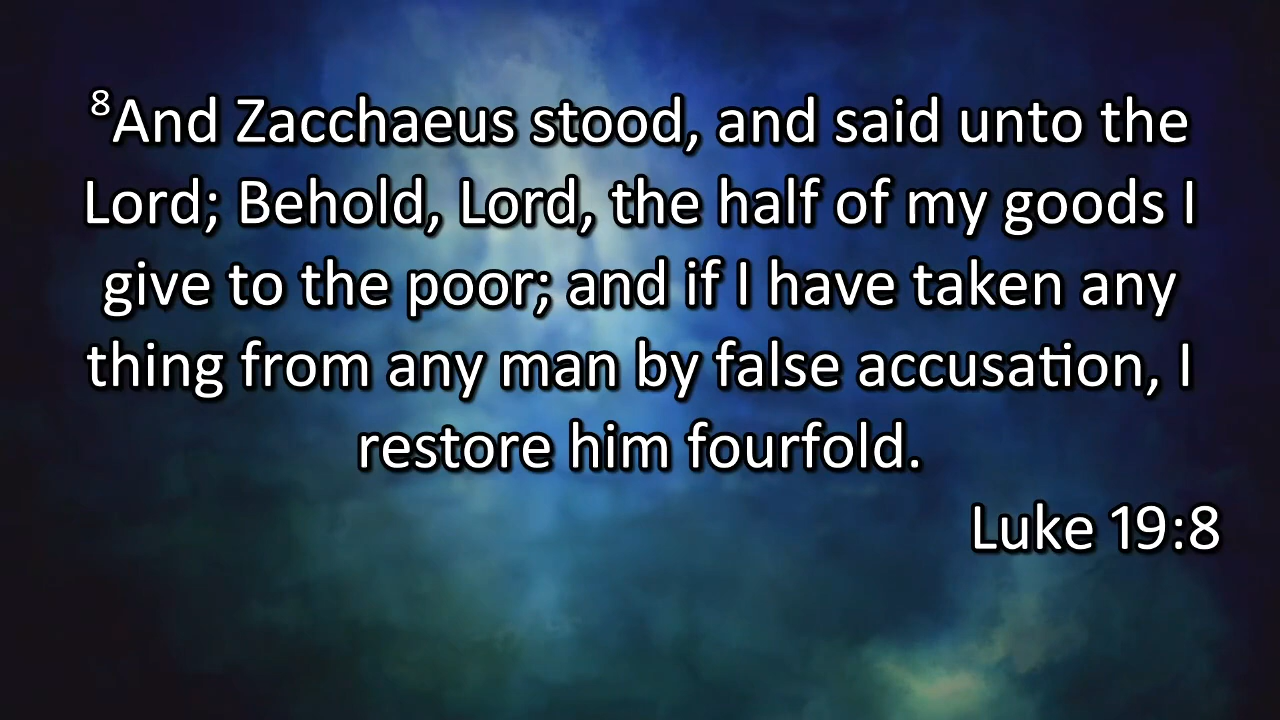 ⁸And Zacchaeus stood, and said unto the
Lord; Behold, Lord, the half of my goods I
give to the poor; and if I have taken any
thing from any man by false accusation, I
restore him fourfold.
Luke 19:8